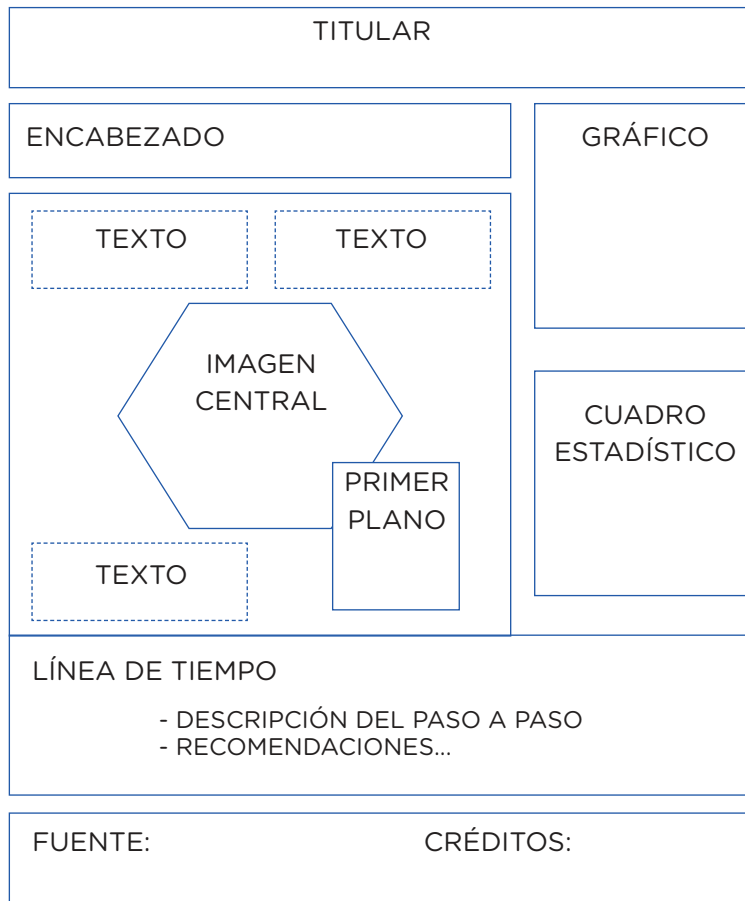 TITULAR
ENCABEZADO
GRÁFICO
TEXTO
TEXTO
IMAGEN
CENTRAL
PRIMER
PLANO
TEXTO
CUADRO
ESTADÍSTICO
LÍNEA DE TIEMPO
- DESCRIPCIÓN DEL PASO A PASO
- RECOMENDACIONES...
FUENTE:
CRÉDITOS: